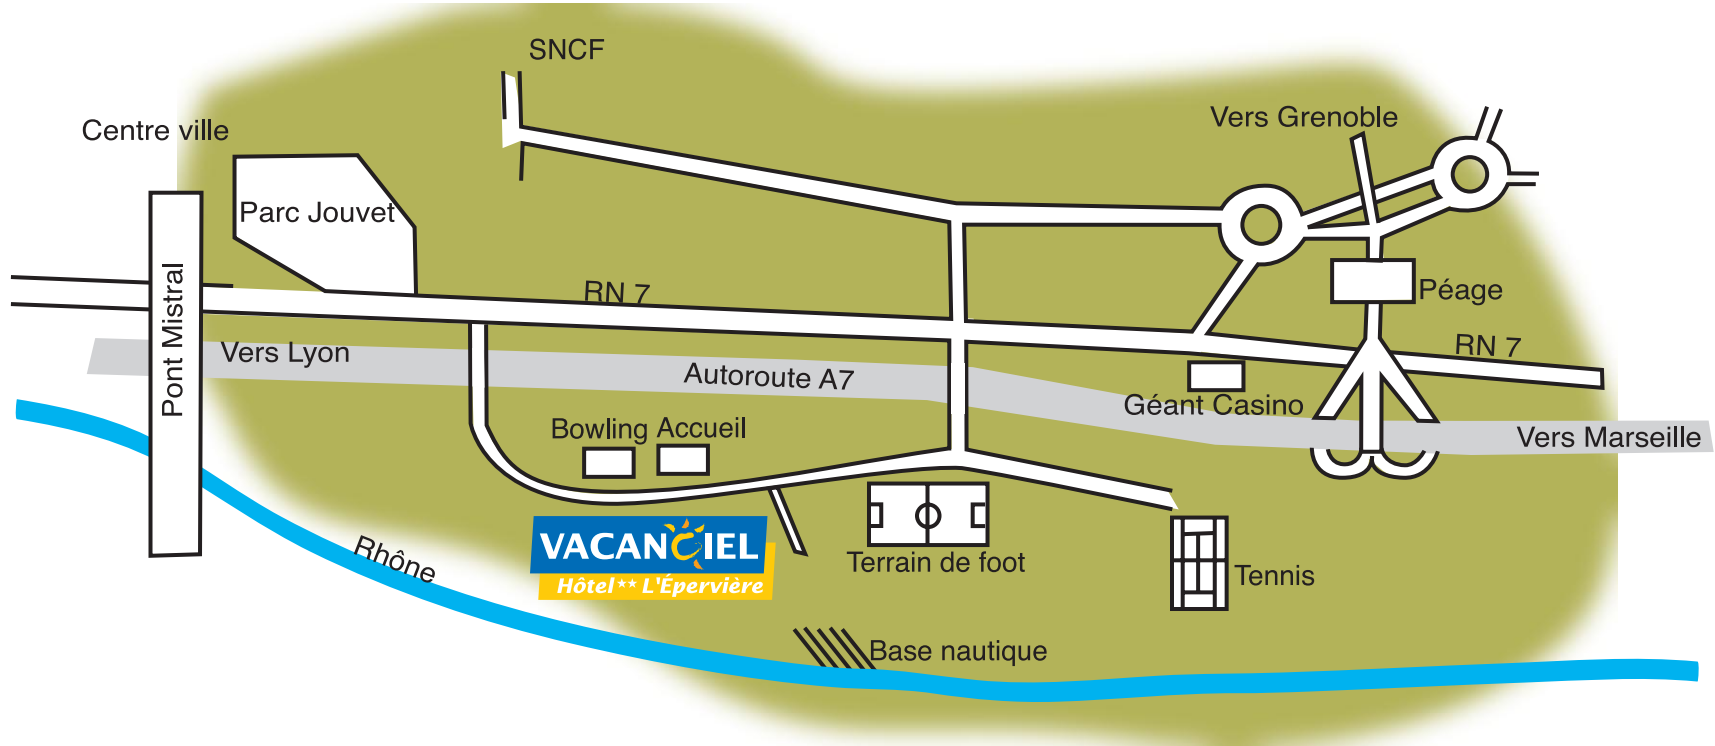 SNCF
Centre ville
Vers Grenoble
Parc Jouvet
Pont Mistral
RN 7
Péage
Vers Lyon
RN 7
Autoroute A7
Géant Casino
Bowling
Accueil
Vers Marseille
VACANCIEL
Hôtel** L'Épervière
Rhône
Terrain de foot
Tennis
Base nautique